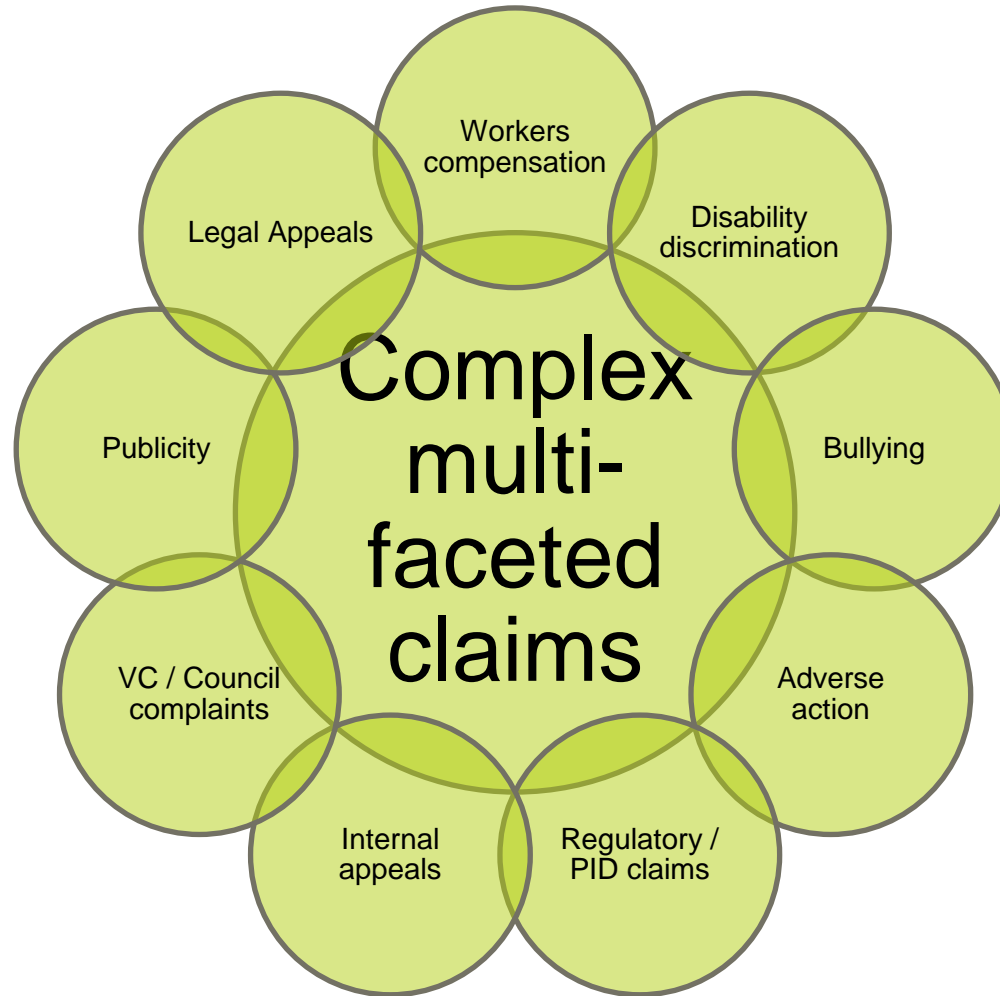 Workers
compensation
Disability
discrimination
Legal Appeals
Complex
multi-
faceted
claims
Publicity
Bullying
VC / Council
complaints
Adverse
action
Internal
appeals
Regulatory /
PID claims